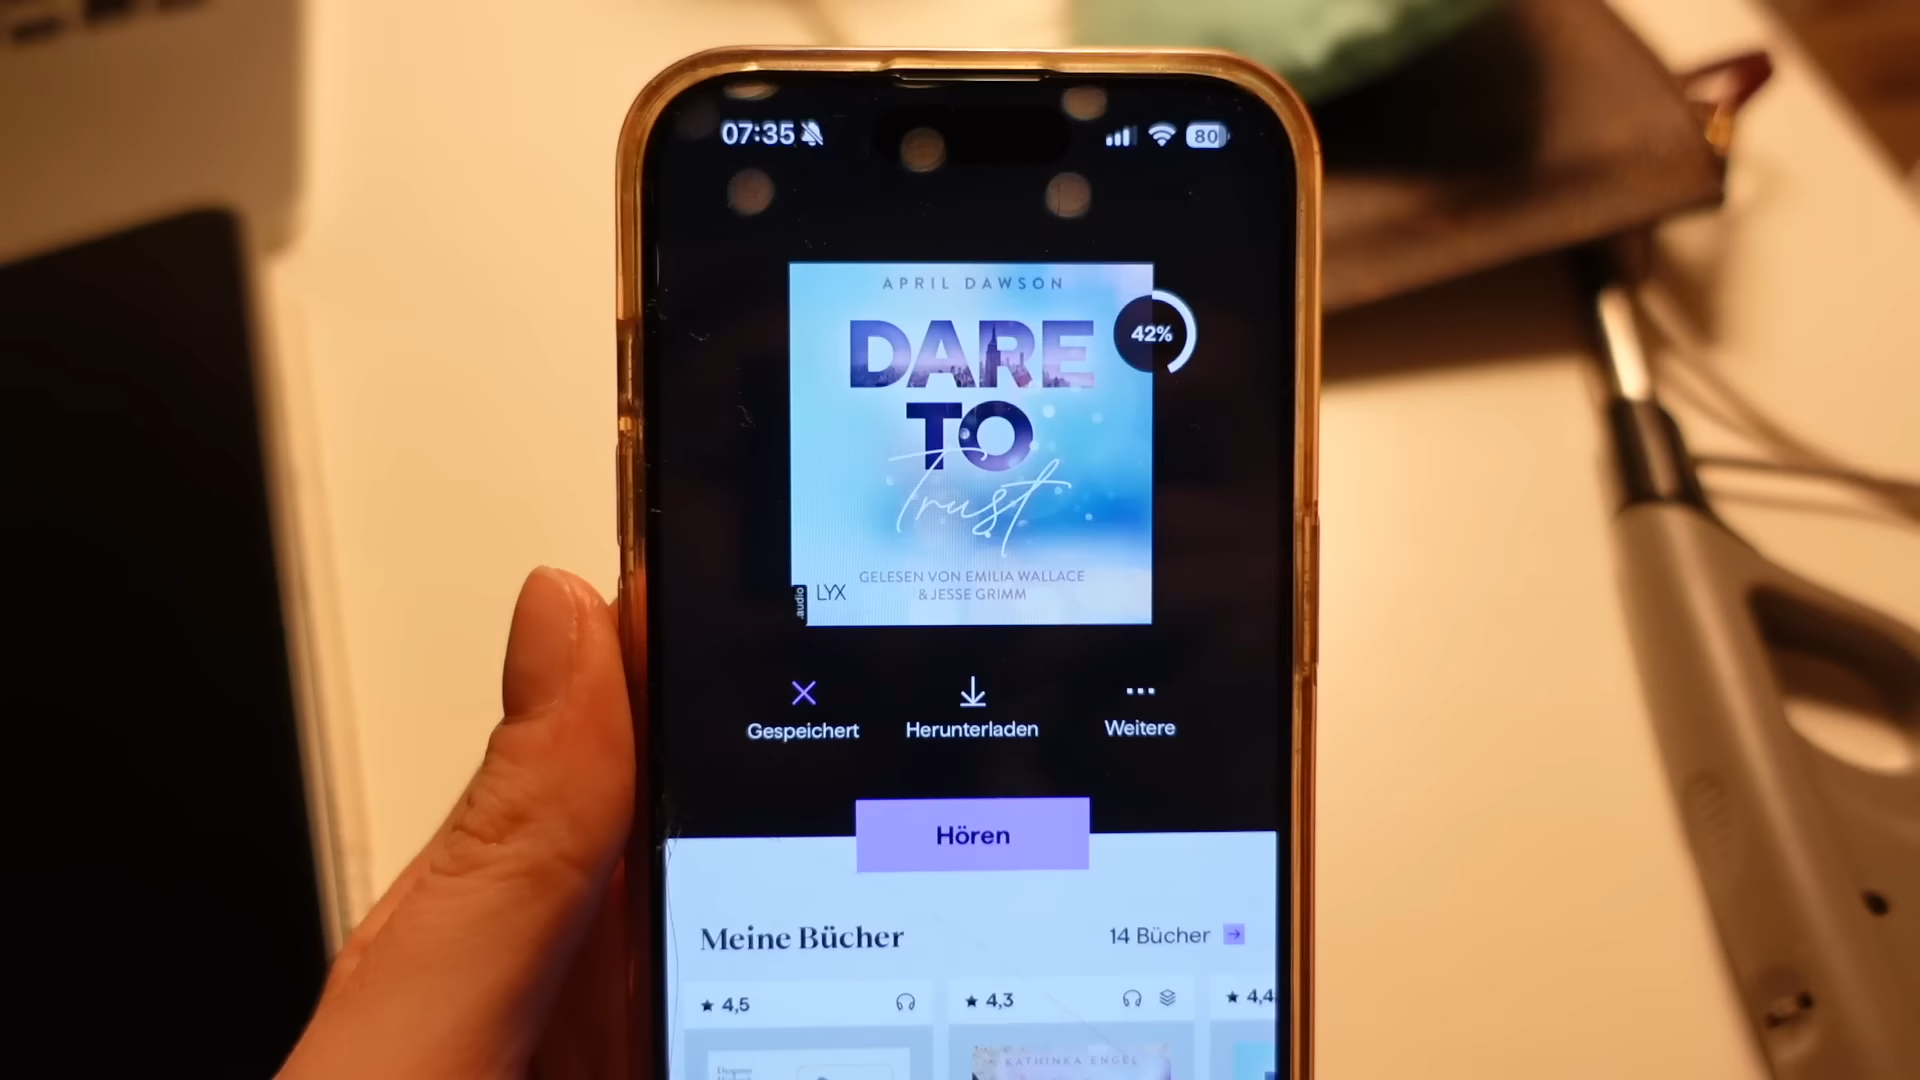 07:35
80
APRIL DAWSON
DARE
TO
Trust
42%
GELESEN VON EMILIA WALLACE
& JESSE GRIMM
LYX
audio
Gespeichert
Herunterladen
Weitere
Hören
Meine Bücher
14 Bücher
4,5
4,3
4,4
KATHINKA ENGEL